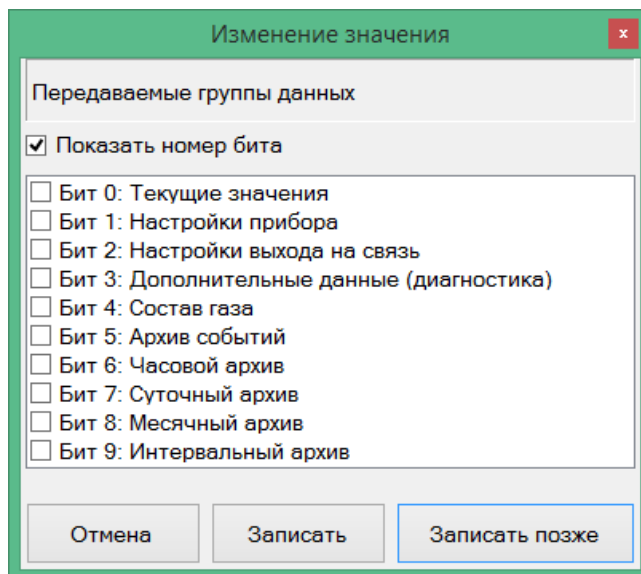 Изменение значения
x
Передаваемые группы данных
Показать номер бита
Бит 0: Текущие значения
Бит 1: Настройки прибора
Бит 2: Настройки выхода на связь
Бит 3: Дополнительные данные (диагностика)
Бит 4: Состав газа
Бит 5: Архив событий
Бит 6: Часовой архив
Бит 7: Суточный архив
Бит 8: Месячный архив
Бит 9: Интервальный архив
Отмена
Записать
Записать позже